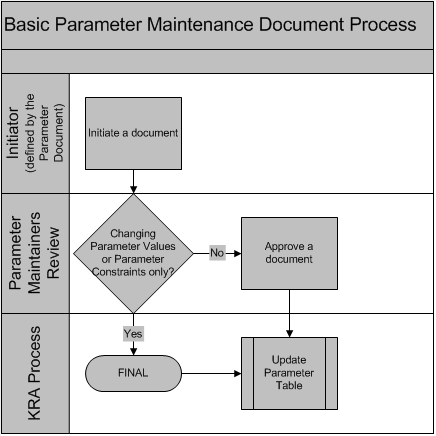 Basic Parameter Maintenance Document Process
Initiator
(defined by the
Parameter
Document)
Initiate a document
Parameter
Maintainers
Review
Changing
Parameter Values
or Parameter
Constraints only?
No
Approve a
document
Yes
KRA Process
FINAL
Update
Parameter
Table